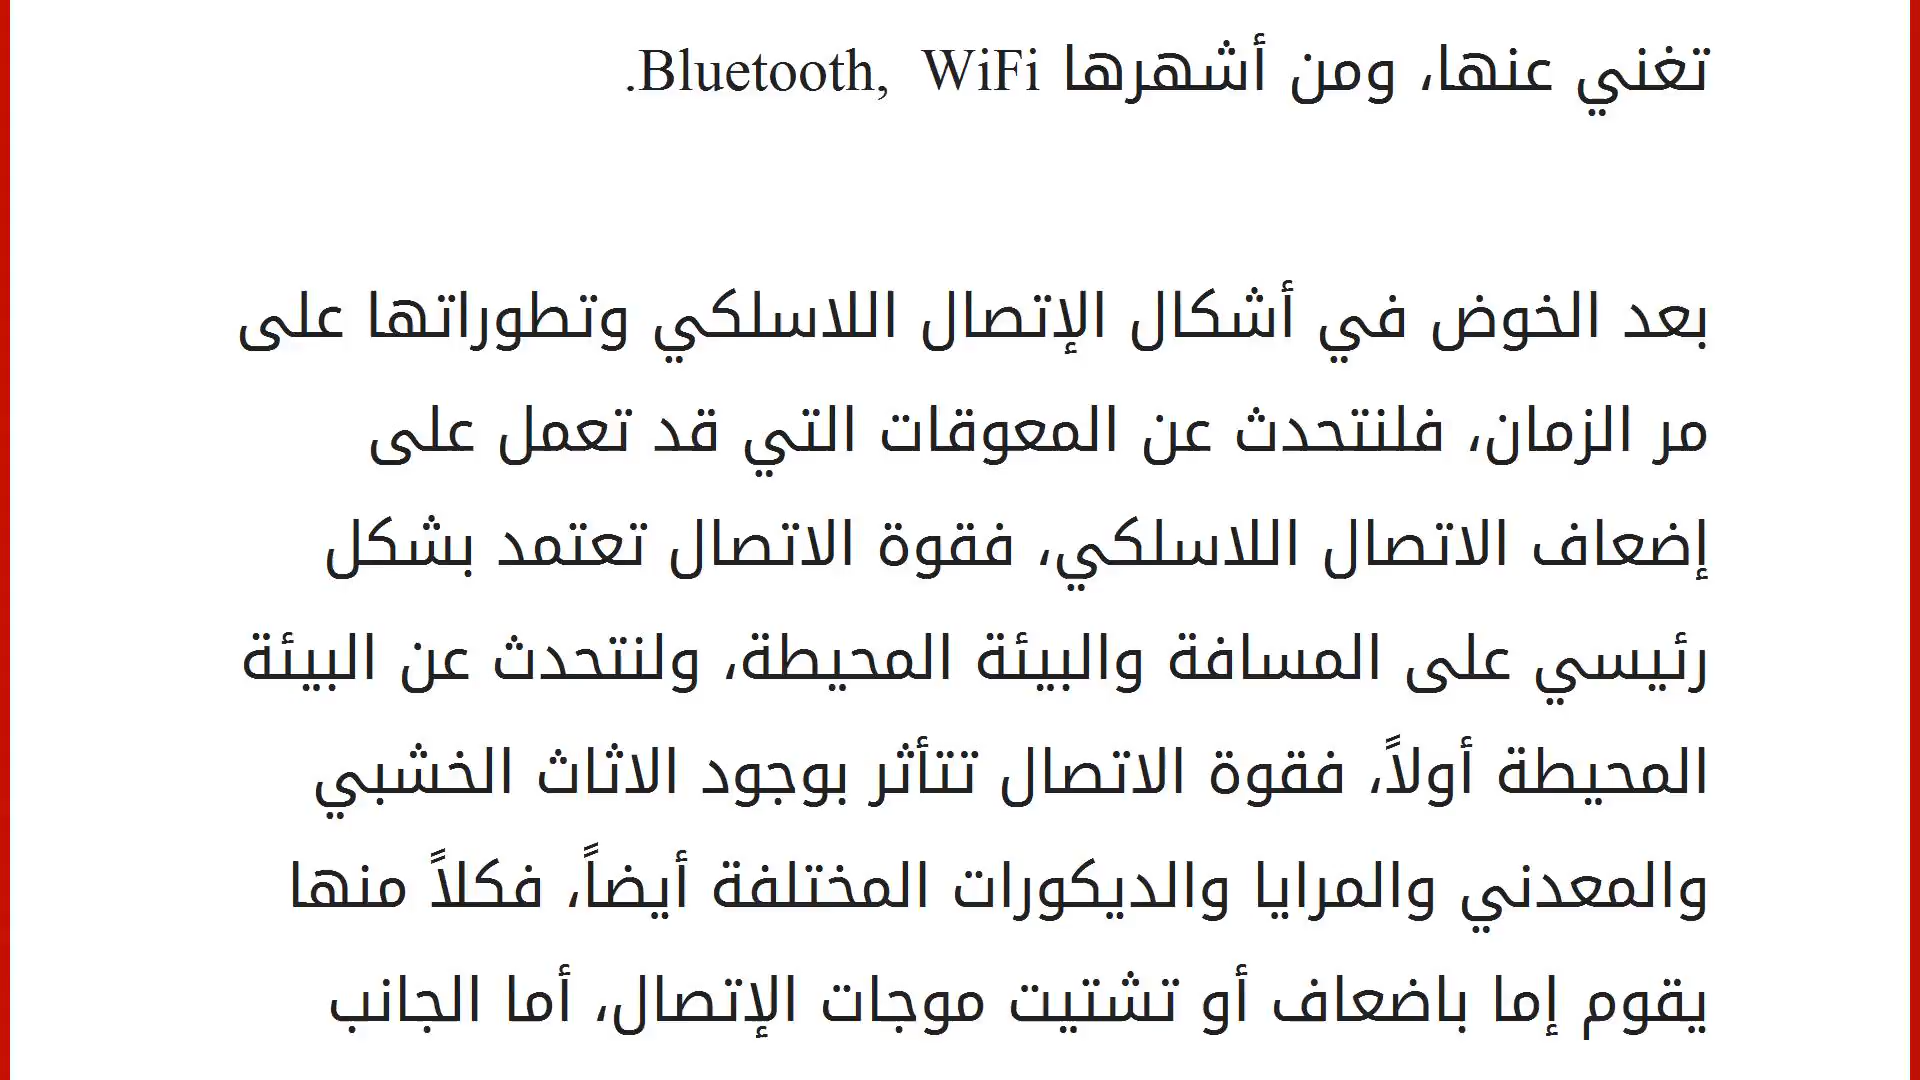 تغني عنها، ومن أشهرها Bluetooth, WiFi.
بعد الخوض في أشكال الإتصال اللاسلكي وتطوراتها على
مر الزمان، فلنتحدث عن المعوقات التي قد تعمل على
إضعاف الاتصال اللاسلكي، فقوة الاتصال تعتمد بشكل
رئيسي على المسافة والبيئة المحيطة، ولنتحدث عن البيئة
المحيطة أولاً، فقوة الاتصال تتأثر بوجود الاثاث الخشبي
والمعدني والمرايا والديكورات المختلفة أيضاً، فكلاً منها
يقوم إما باضعاف أو تشتيت موجات الإتصال، أما الجانب